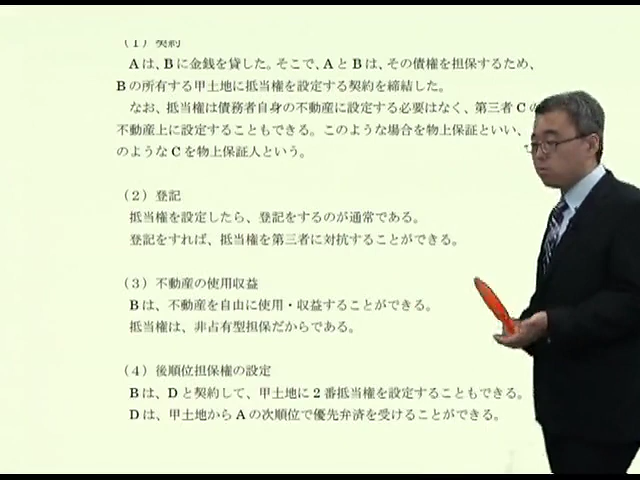 (1) 契約
Aは、Bに金銭を貸した。そこで、AとBは、その債権を担保するため、
Bの所有する甲土地に抵当権を設定する契約を締結した。
なお、抵当権は債務者自身の不動産に設定する必要はなく、第三者Cの
不動産上に設定することもできる。このような場合を物上保証といい、
のようなCを物上保証人という。
(2) 登記
抵当権を設定したら、登記をするのが通常である。
登記をすれば、抵当権を第三者に対抗することができる。
(3) 不動産の使用収益
Bは、不動産を自由に使用・収益することができる。
抵当権は、非占有型担保だからである。
(4) 後順位担保権の設定
Bは、Dと契約して、甲土地に2番抵当権を設定することもできる。
Dは、甲土地からAの次順位で優先弁済を受けることができる。